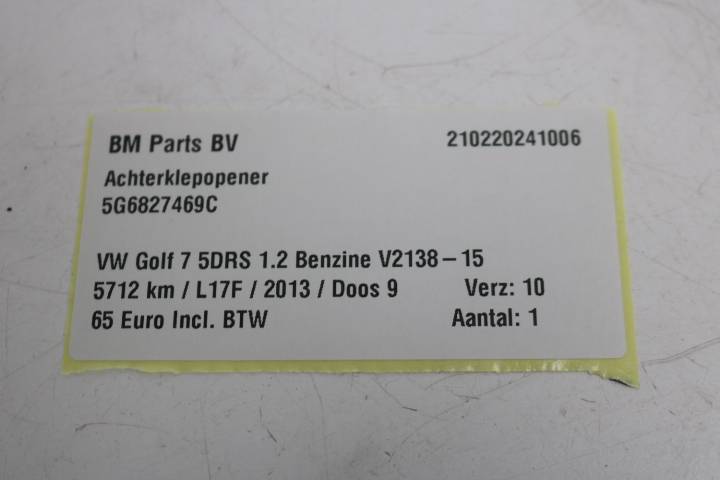 BM Parts BV 210220241006
Achterklepopener
5G6827469C
VW Golf 7 5DRS 1.2 Benzine V2138-15
5712 km / L17F / 2013 / Doos 9 Verz: 10
65 Euro Incl. BTW Aantal: 1